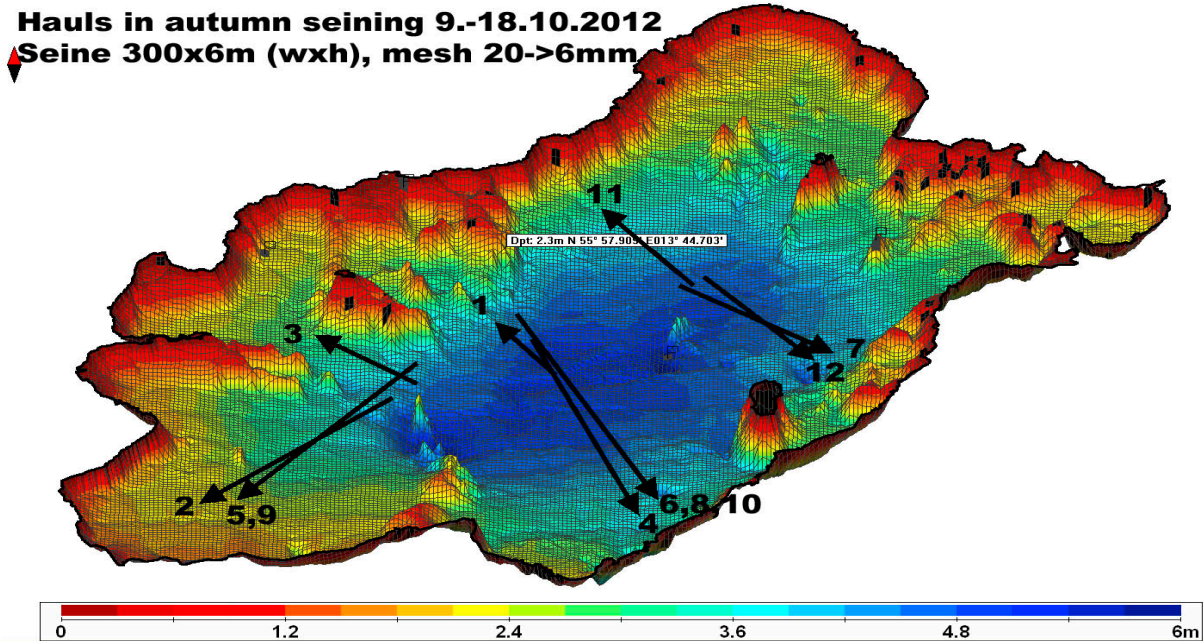 Hauls in autumn seining 9.-18.10.2012
Seine 300x6m (wxh), mesh 20->6mm
11
Dpt: 2.3m N 55° 57.909' E013° 44.703'
1
3
7
12
2
5,9
6,8,10
4
0 1.2 2.4 3.6 4.8 6m